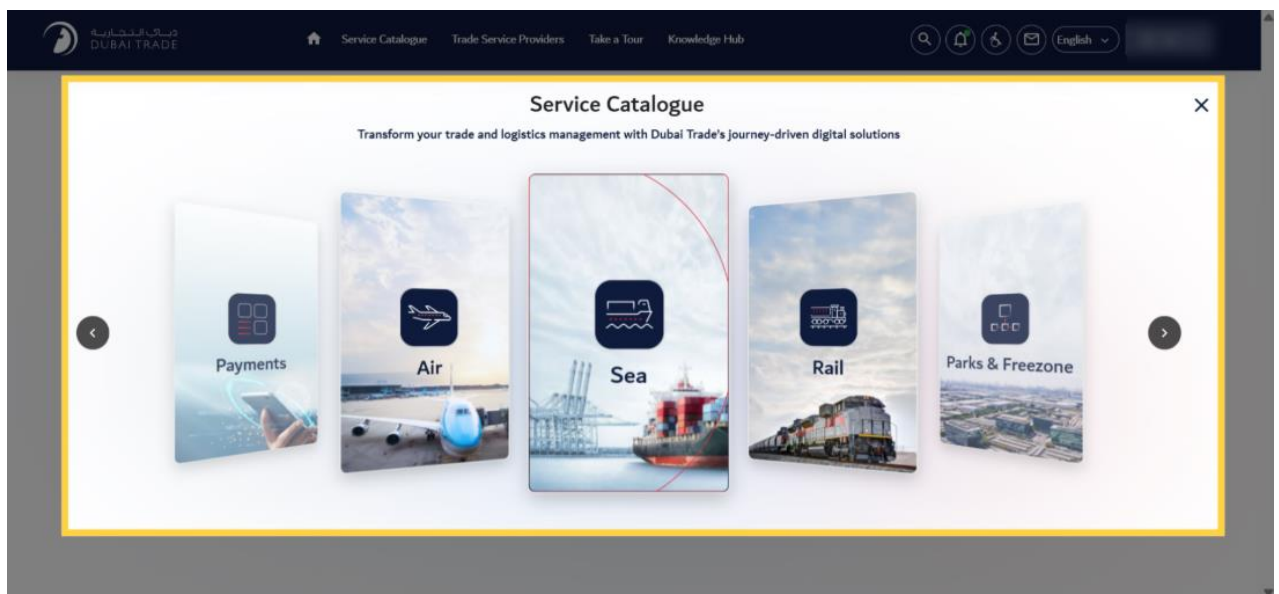 دبي التجارية
DUBAI TRADE
Service Catalogue
Trade Service Providers
Take a Tour
Knowledge Hub
English
Service Catalogue
Transform your trade and logistics management with Dubai Trade's journey-driven digital solutions
Payments
Air
Sea
Rail
Parks & Freezone